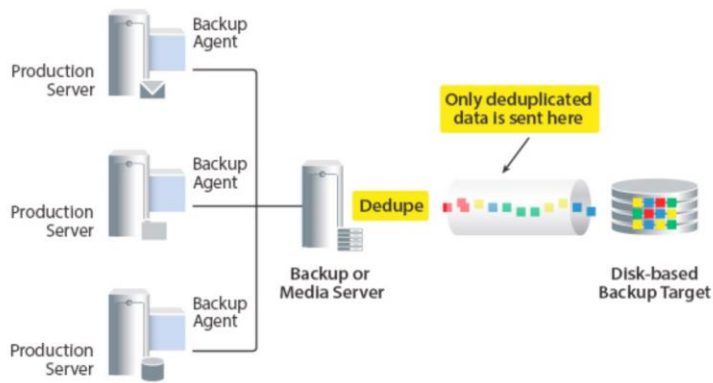 Backup
Agent
Production
Server
Only deduplicated
data is sent here
Backup
Agent
Production
Server
Dedupe
Backup or
Media Server
Disk-based
Backup Target
Backup
Agent
Production
Server